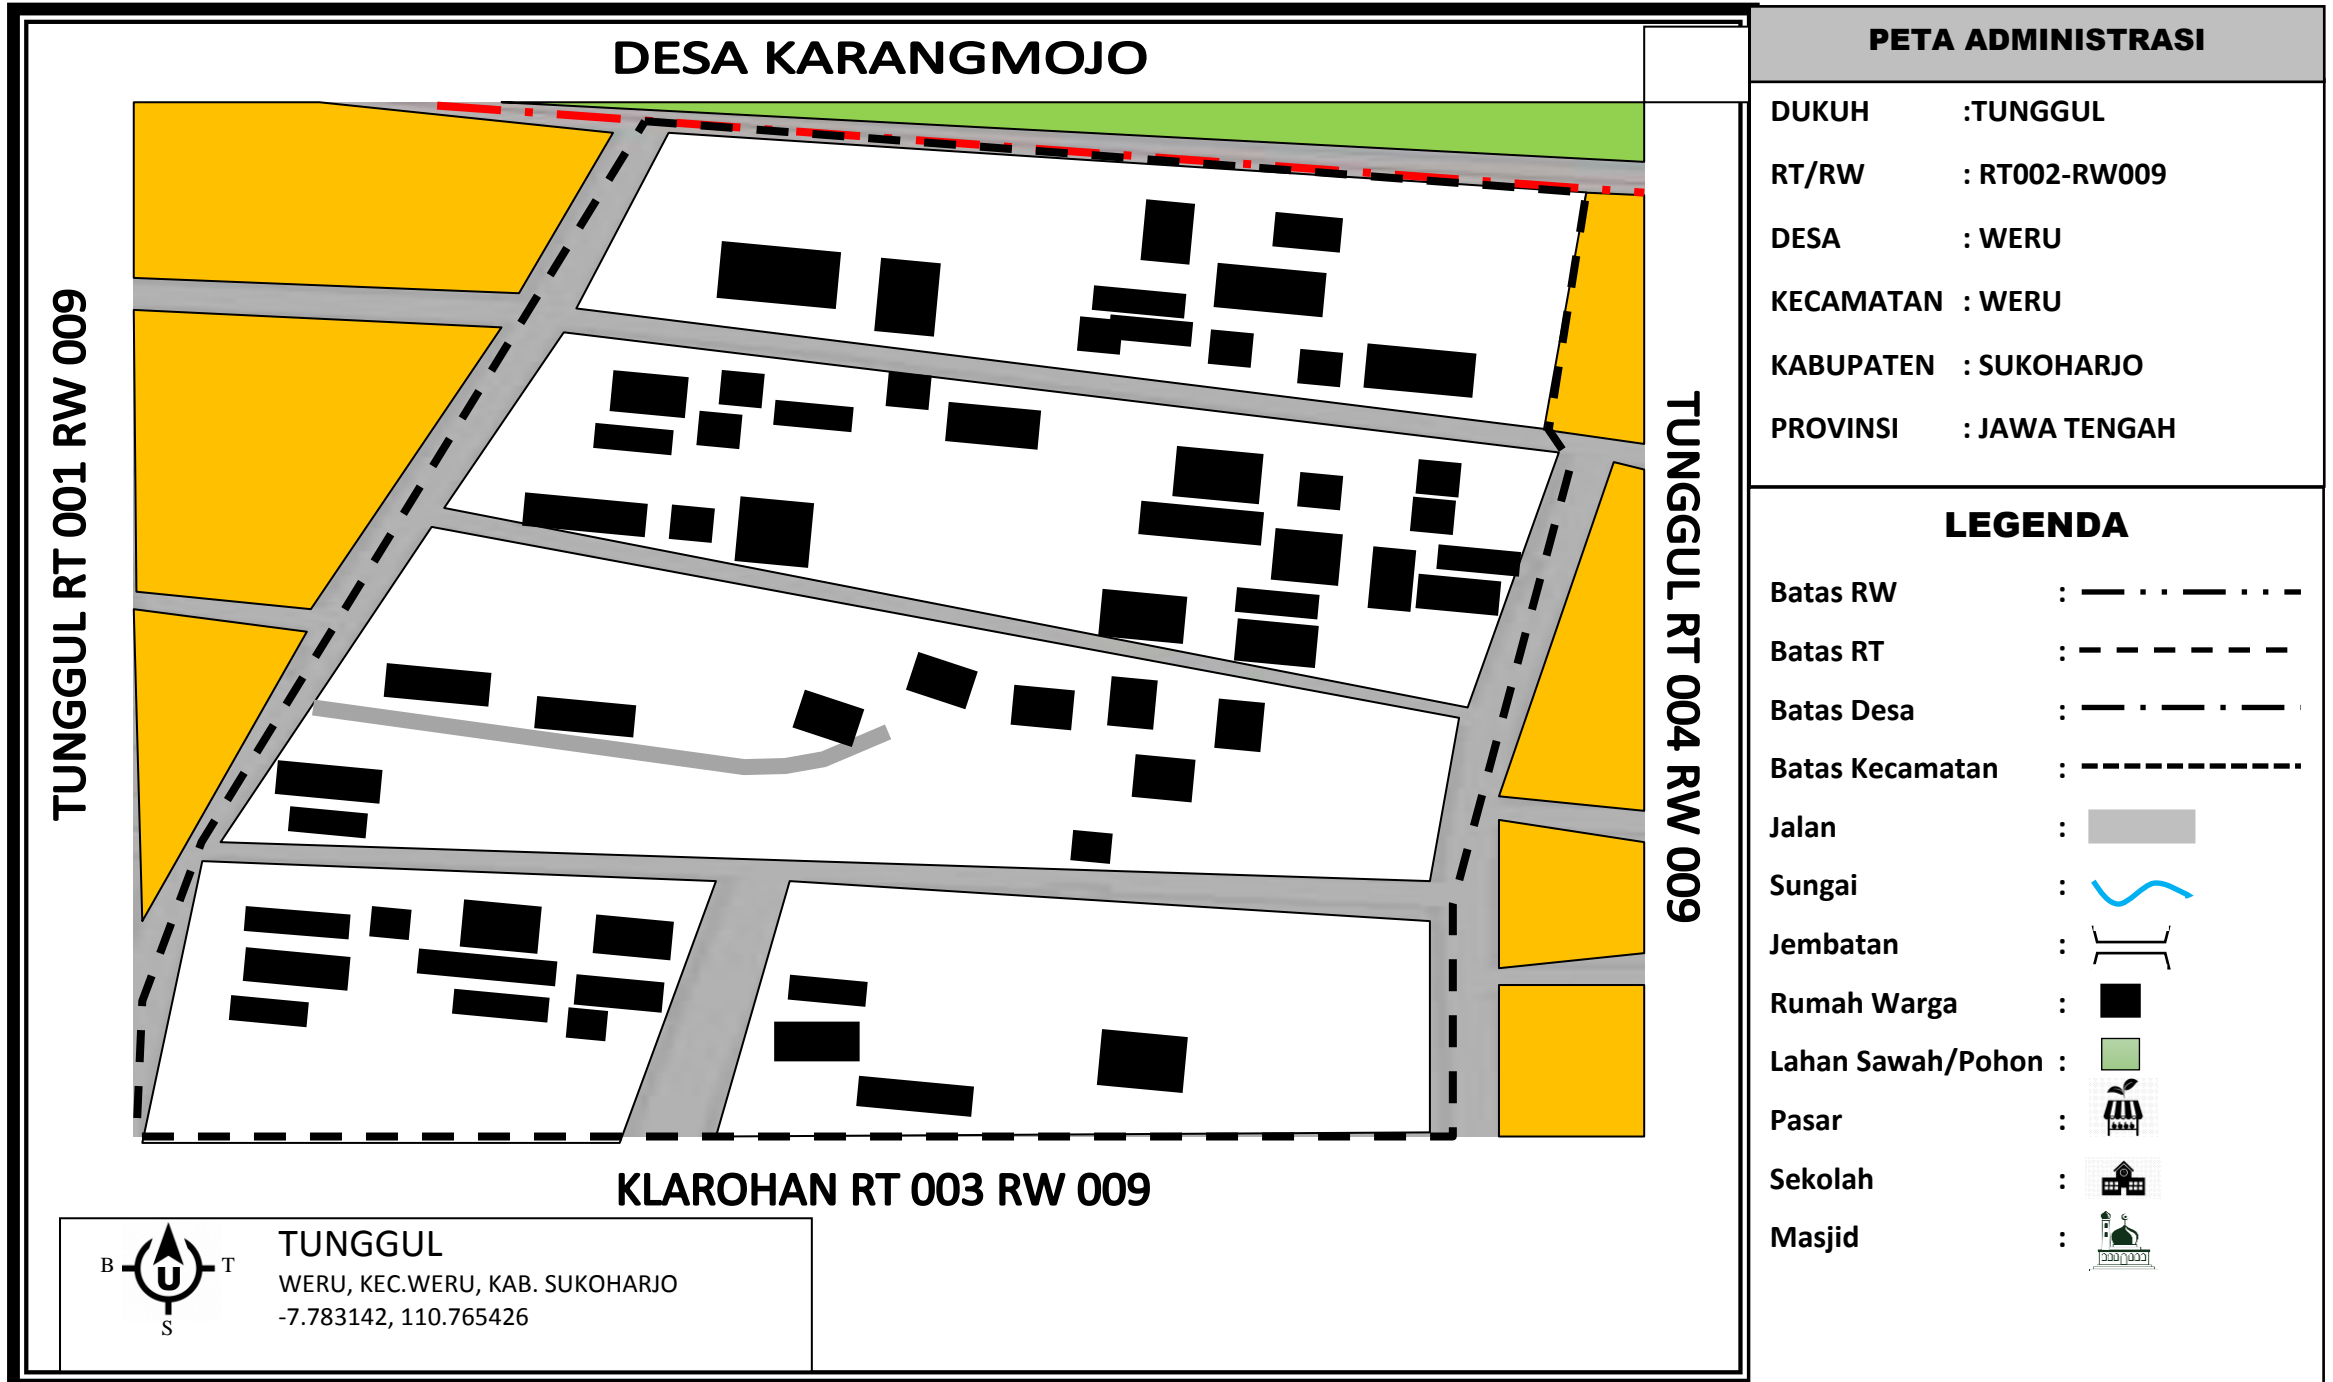 DESA KARANGMOJO
TUNGGUL RT 001 RW 009
TUNGGUL RT 004 RW 009
KLAROHAN RT 003 RW 009
B
U
T
S
TUNGGUL
WERU, KEC.WERU, KAB. SUKOHARJO
-7.783142, 110.765426
PETA ADMINISTRASI
DUKUH :TUNGGUL
RT/RW : RT002-RW009
DESA : WERU
KECAMATAN : WERU
KABUPATEN : SUKOHARJO
PROVINSI : JAWA TENGAH
LEGENDA
Batas RW :
Batas RT :
Batas Desa :
Batas Kecamatan :
Jalan :
Sungai :
Jembatan :
Rumah Warga :
Lahan Sawah/Pohon :
Pasar :
Sekolah :
Masjid :